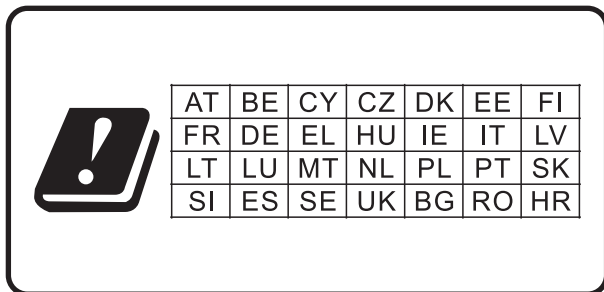 AT BE CY CZ DK EE FI
FR DE EL HU IE IT LV
LT LU MT NL PL PT SK
SI ES SE UK BG RO HR